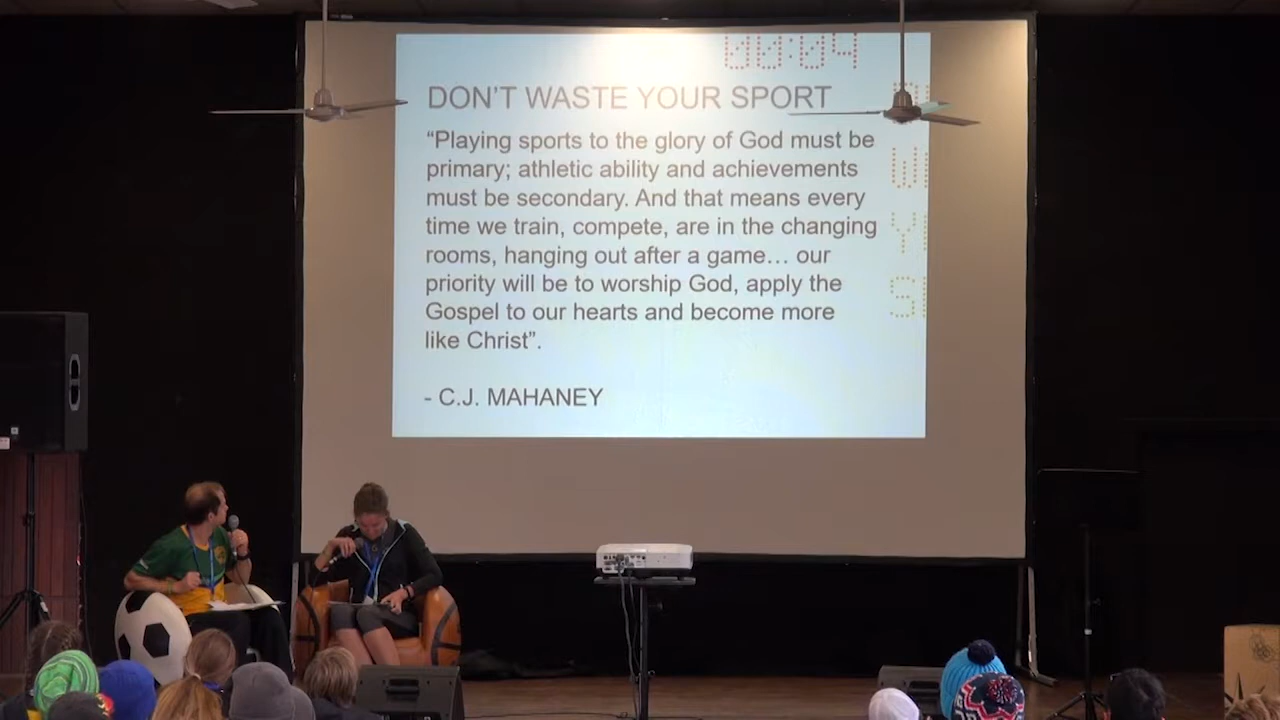 00:04
DON'T WASTE YOUR SPORT
“Playing sports to the glory of God must be
primary; athletic ability and achievements
must be secondary. And that means every
time we train, compete, are in the changing
rooms, hanging out after a game… our
priority will be to worship God, apply the
Gospel to our hearts and become more
like Christ”.
- C.J. MAHANEY